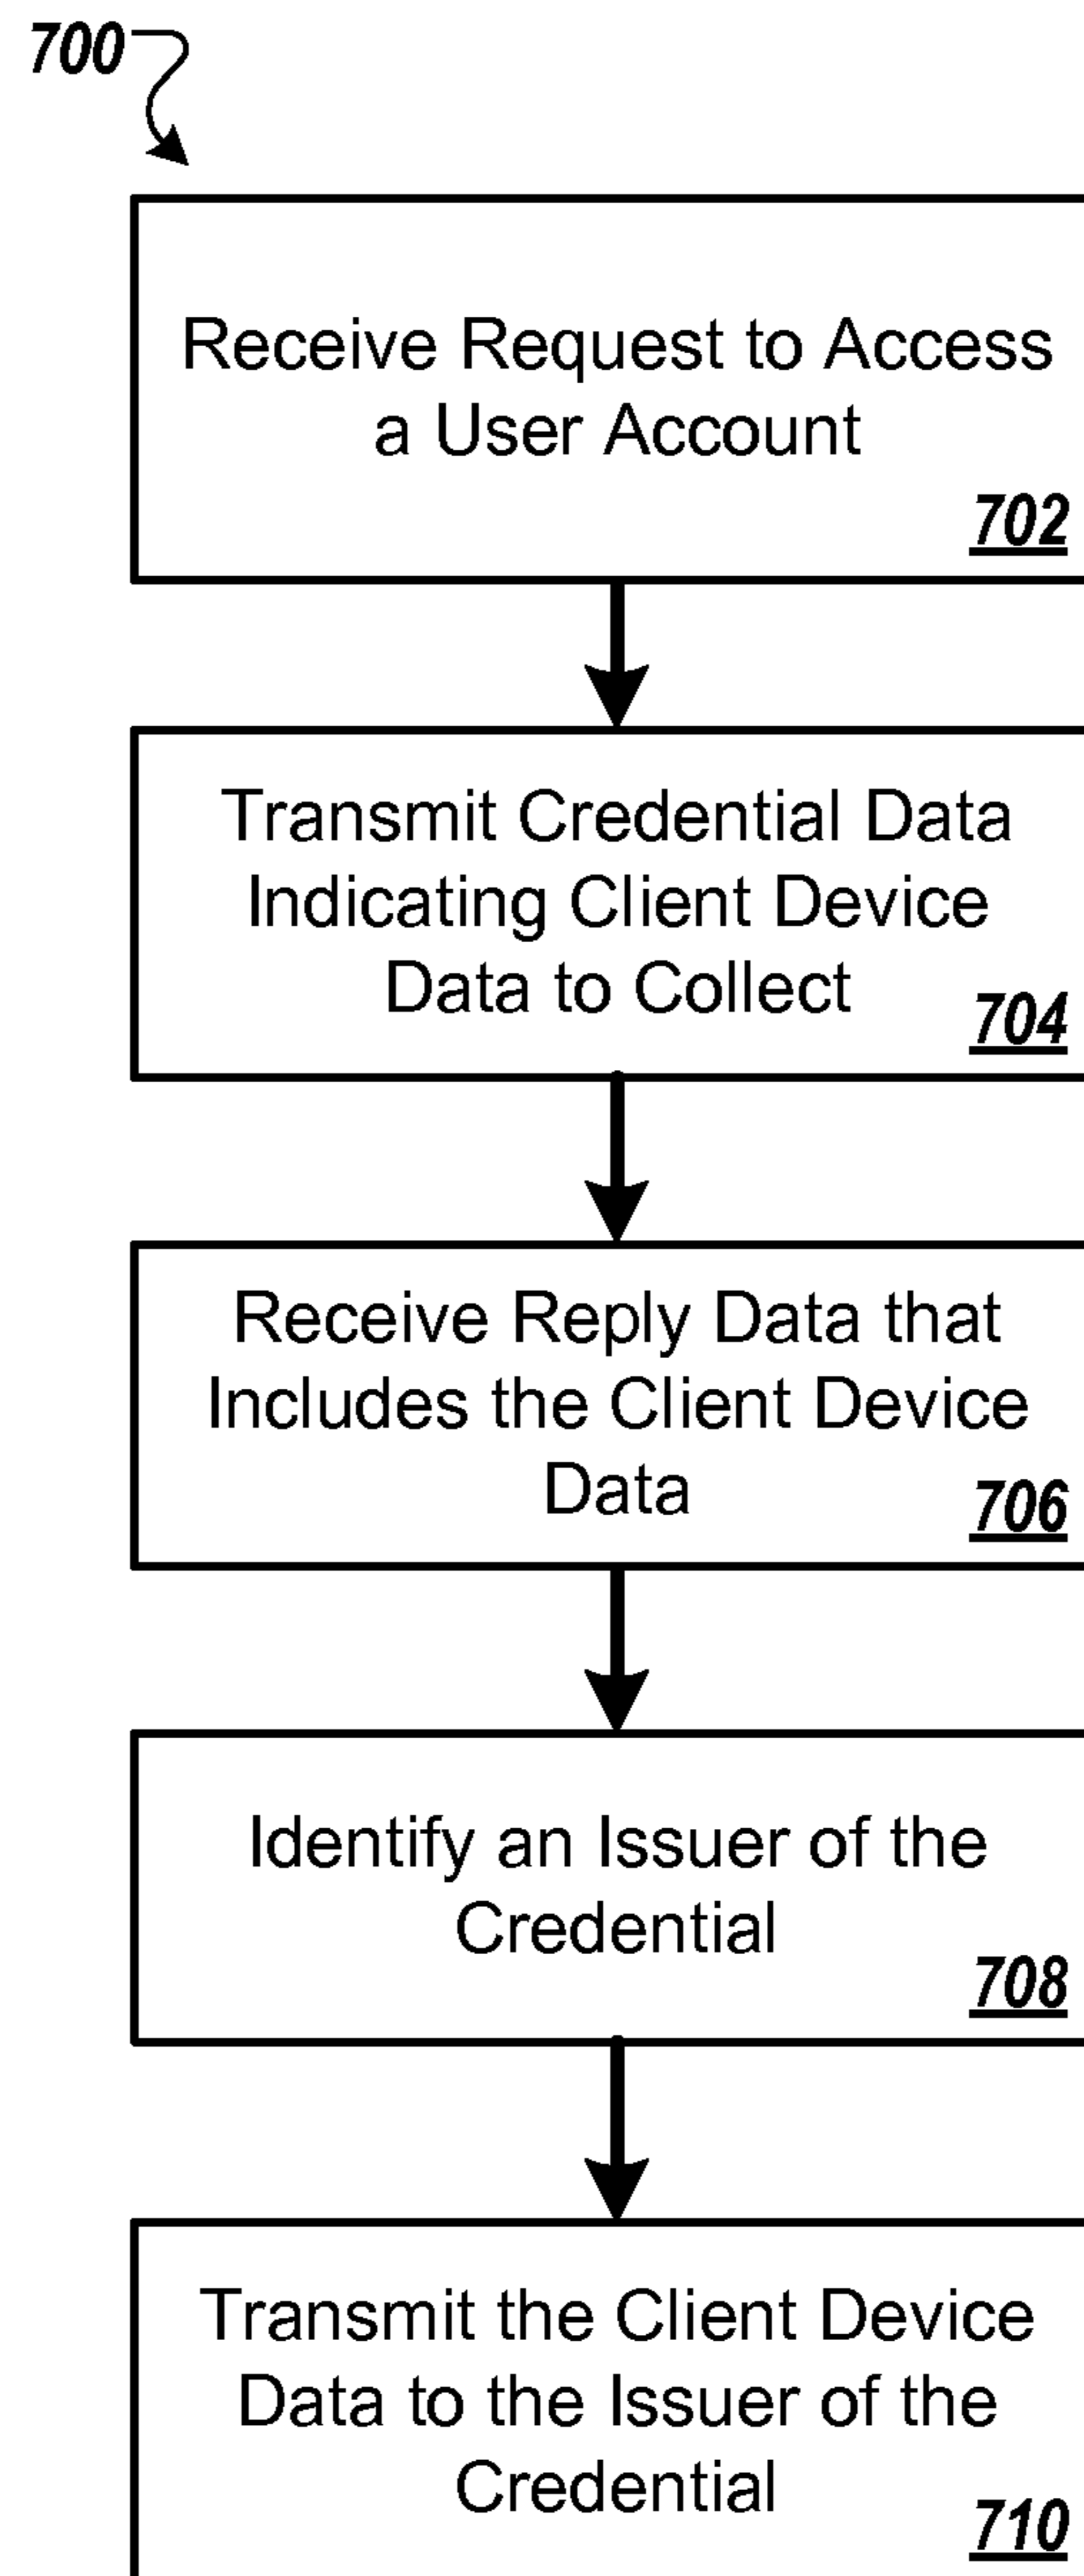 700
Receive Request to Access
a User Account
702
Transmit Credential Data
Indicating Client Device
Data to Collect
704
Receive Reply Data that
Includes the Client Device
Data
706
Identify an Issuer of the
Credential
708
Transmit the Client Device
Data to the Issuer of the
Credential
710